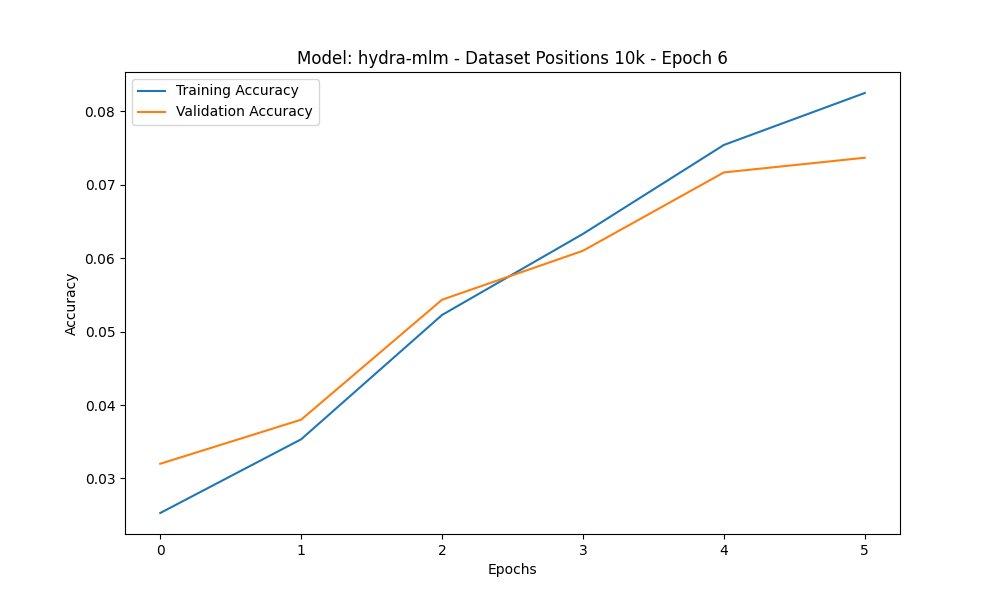 Model: hydra-mlm - Dataset Positions 10k - Epoch 6
Training Accuracy
Validation Accuracy
0.08
0.07
0.06
0.05
0.04
0.03
Accuracy
0 1 2 3 4 5
Epochs